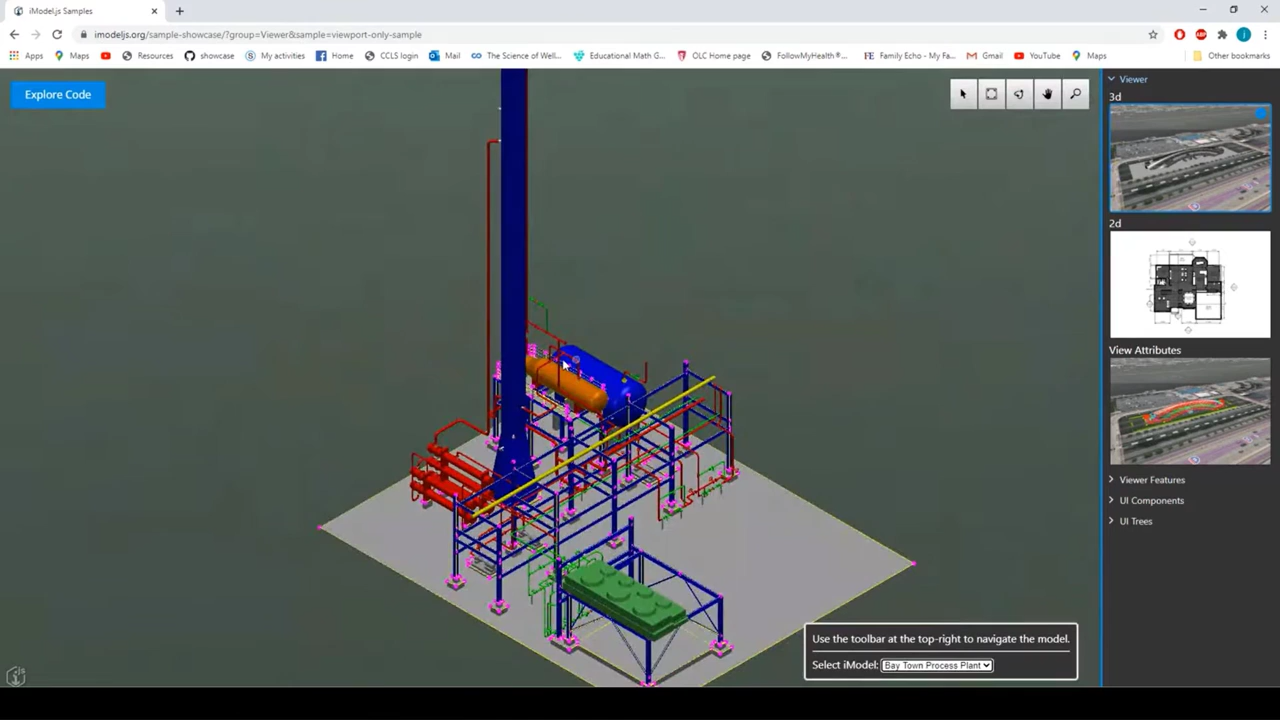 iModel.js Samples
imodeljs.org/sample-showcase/?group=Viewer&sample=viewport-only-sample
Apps Maps Resources showcase My activities Home CCLS login Mail The Science of Well... Educational Math G... OLC Home page FollowMyHealth®... Family Echo - My Fa... Gmail YouTube Maps Other bookmarks
Explore Code
Viewer
3d
2d
View Attributes
Viewer Features
UI Components
UI Trees
Use the toolbar at the top-right to navigate the model.
Select iModel: Bay Town Process Plant